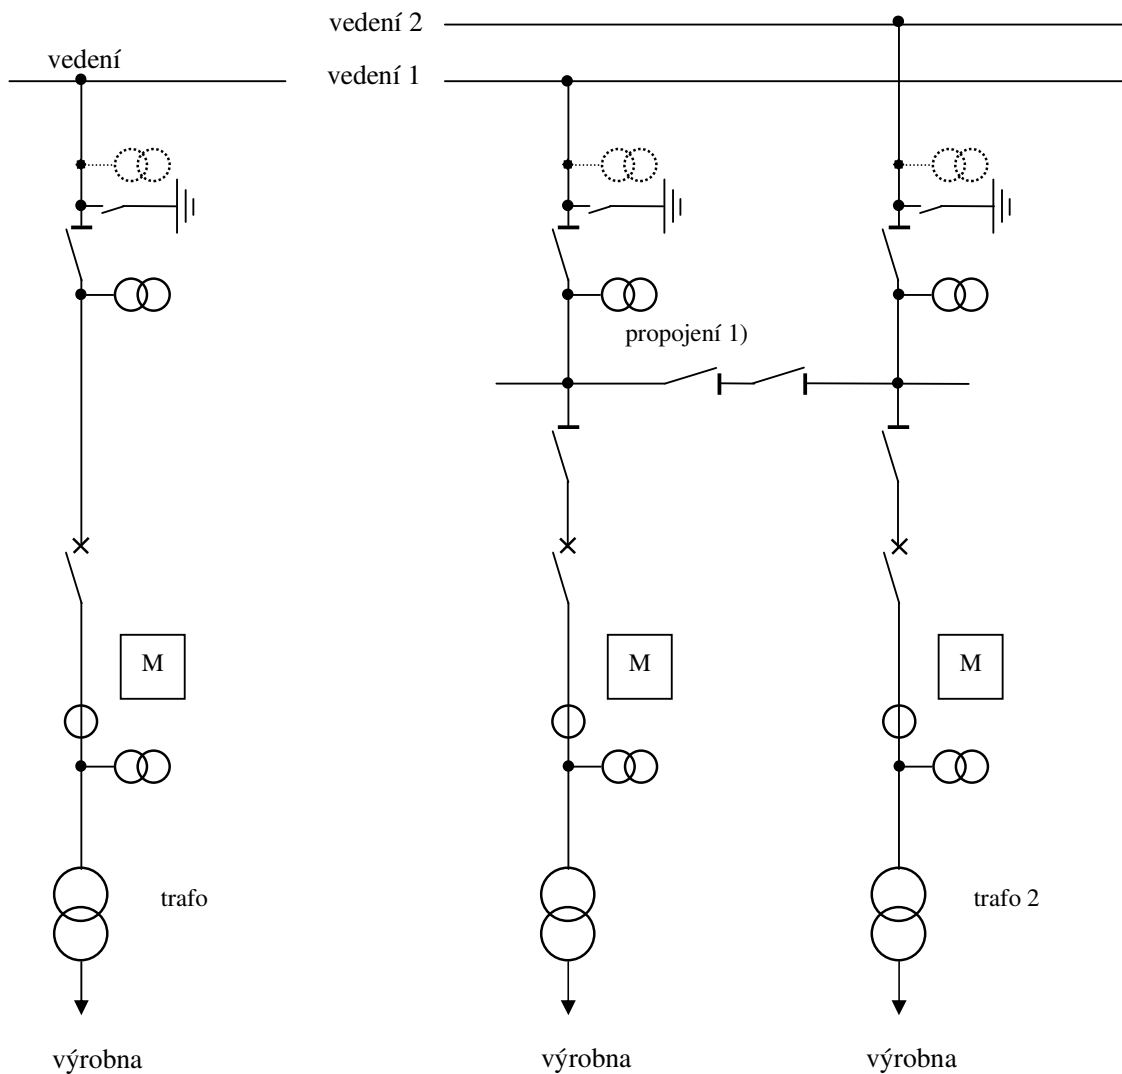 vedení 2
vedení
vedení 1
propojení 1)
M
M
M
trafo
trafo 2
výrobna
výrobna
výrobna